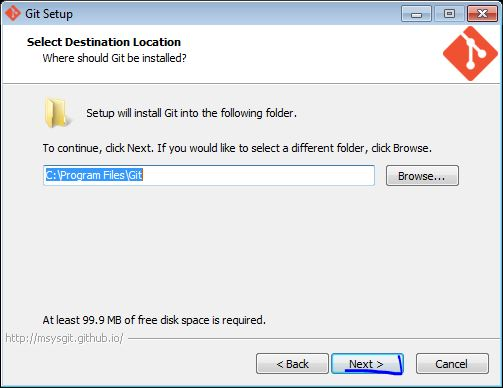 Git Setup
Select Destination Location
Where should Git be installed?
Setup will install Git into the following folder.
To continue, click Next. If you would like to select a different folder, click Browse.
C:\Program Files\Git
Browse...
At least 99.9 MB of free disk space is required.
http://msysgit.github.io/
< Back
Next >
Cancel